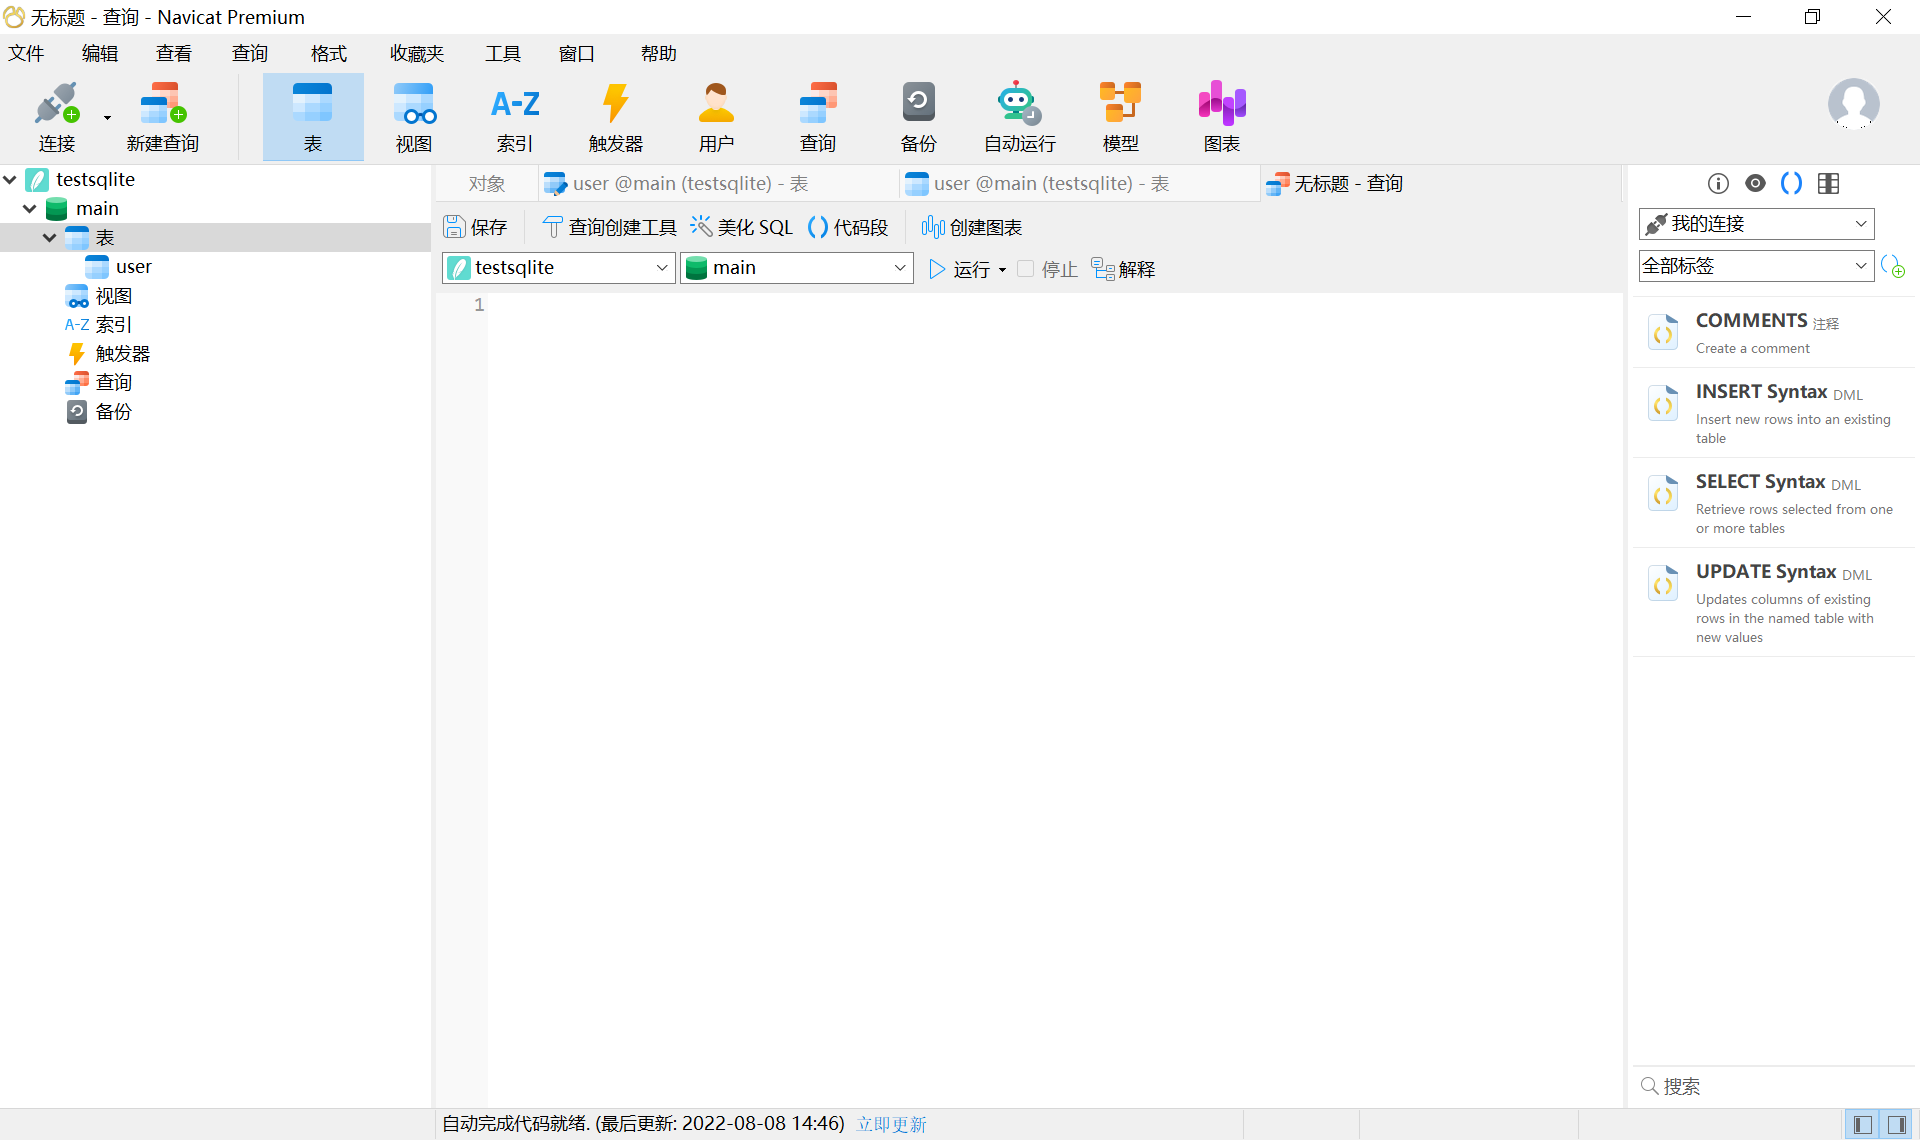 无标题 - 查询 - Navicat Premium
文件 编辑 查看 查询 格式 收藏夹 工具 窗口 帮助
连接 新建查询 表 视图 A-Z 索引 触发器 用户 查询 备份 自动运行 模型 图表
testsqlite
main
表
user
视图
A-Z 索引
触发器
查询
备份
对象 user @main (testsqlite) - 表 user @main (testsqlite) - 表 无标题 - 查询
保存 查询创建工具 美化 SQL 代码段 创建图表
testsqlite main 运行 停止 解释
1
我的连接
全部标签
COMMENTS 注释
Create a comment
INSERT Syntax DML
Insert new rows into an existing
table
SELECT Syntax DML
Retrieve rows selected from one
or more tables
UPDATE Syntax DML
Updates columns of existing
rows in the named table with
new values
搜索
自动完成代码就绪. (最后更新: 2022-08-08 14:46) 立即更新